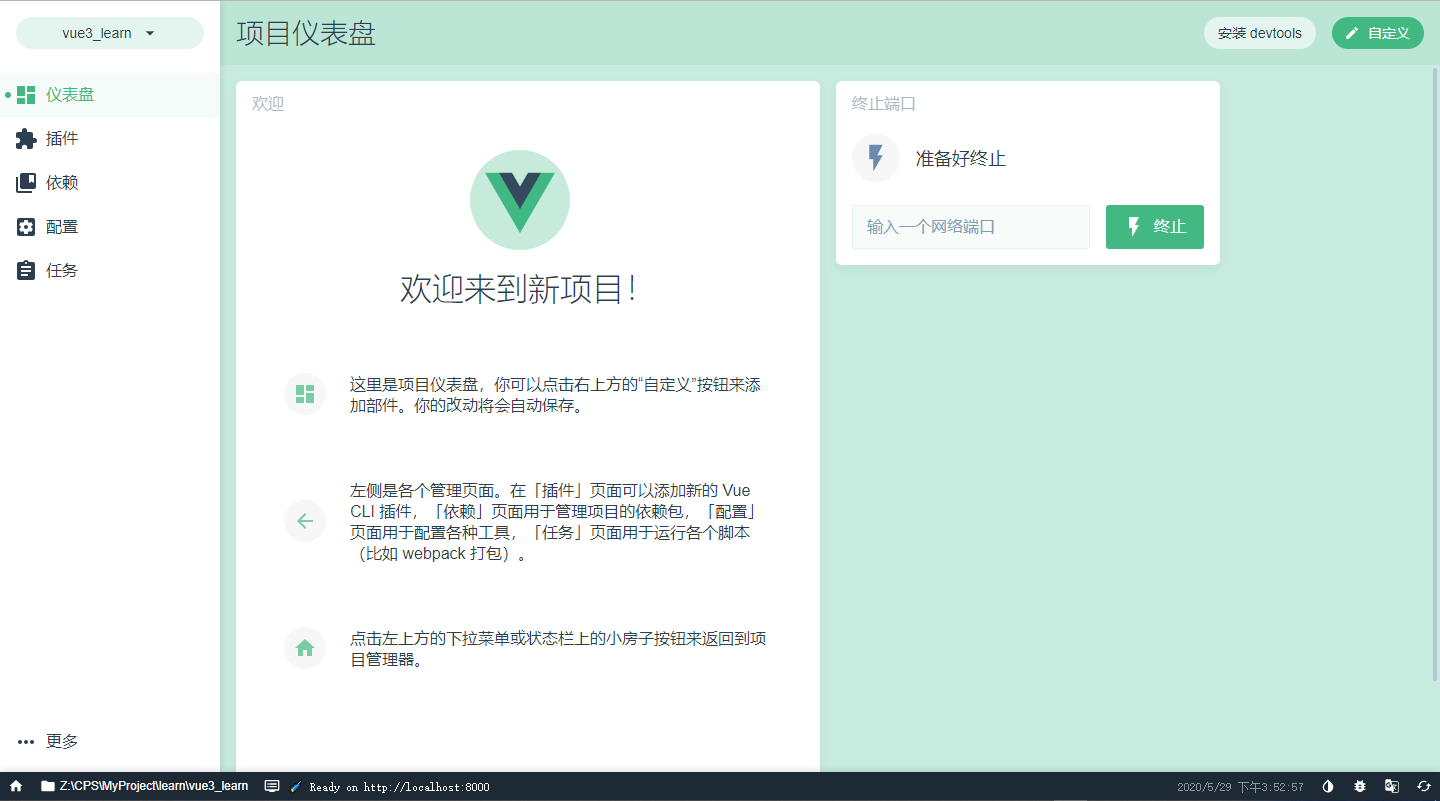 vue3_learn
项目仪表盘
安装 devtools
自定义
仪表盘
插件
依赖
配置
任务
更多
欢迎
欢迎来到新项目！
这里是项目仪表盘，你可以点击右上方的“自定义”按钮来添
加部件。你的改动将会自动保存。
左侧是各个管理页面。在「插件」页面可以添加新的 Vue
CLI 插件，「依赖」页面用于管理项目的依赖包，「配置」
页面用于配置各种工具，「任务」页面用于运行各个脚本
（比如 webpack 打包）。
点击左上方的下拉菜单或状态栏上的小房子按钮来返回到项
目管理器。
终止端口
准备好终止
输入一个网络端口
终止
Z:\CPS\MyProject\learn\vue3_learn
Ready on http://localhost:8000
2020/5/29 下午3:52:57